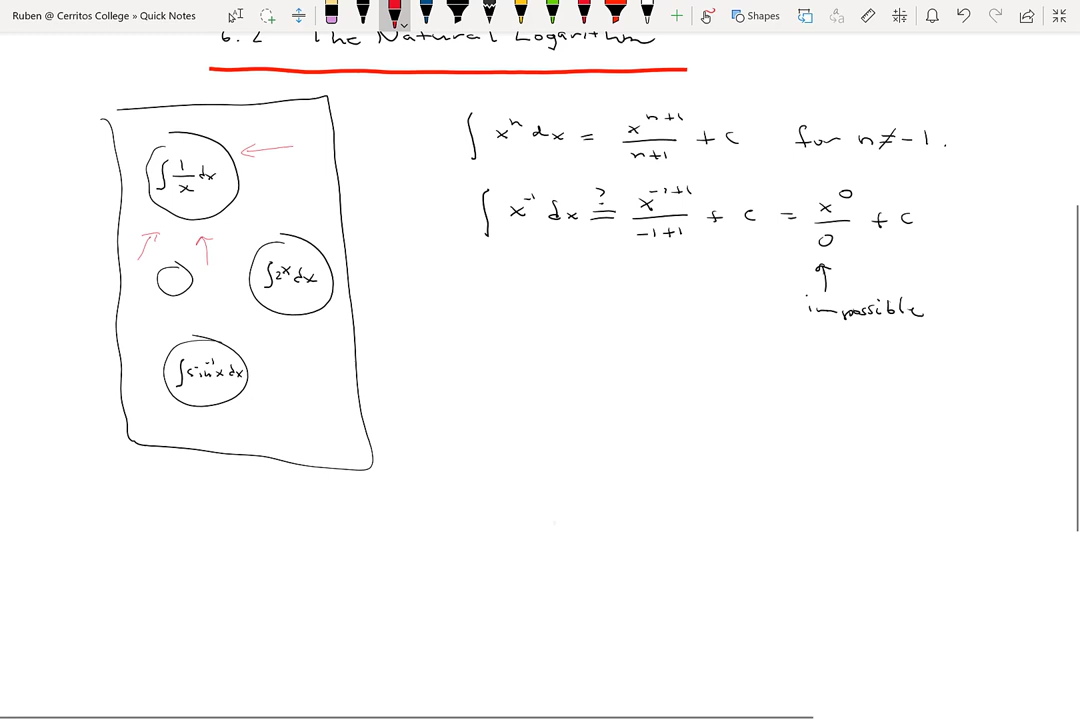 Ruben @ Cerritos College » Quick Notes
Shapes
6.2 The Natural Logarithm
∫ 1/x dx
∫ 2^x dx
∫ sin⁻¹ x dx
∫ x^n dx = x^(n+1)/(n+1) + C for n ≠ -1.
∫ x^-1 dx ?= x^(-1+1)/(-1+1) + C = x^0/0 + C
↑
impossible